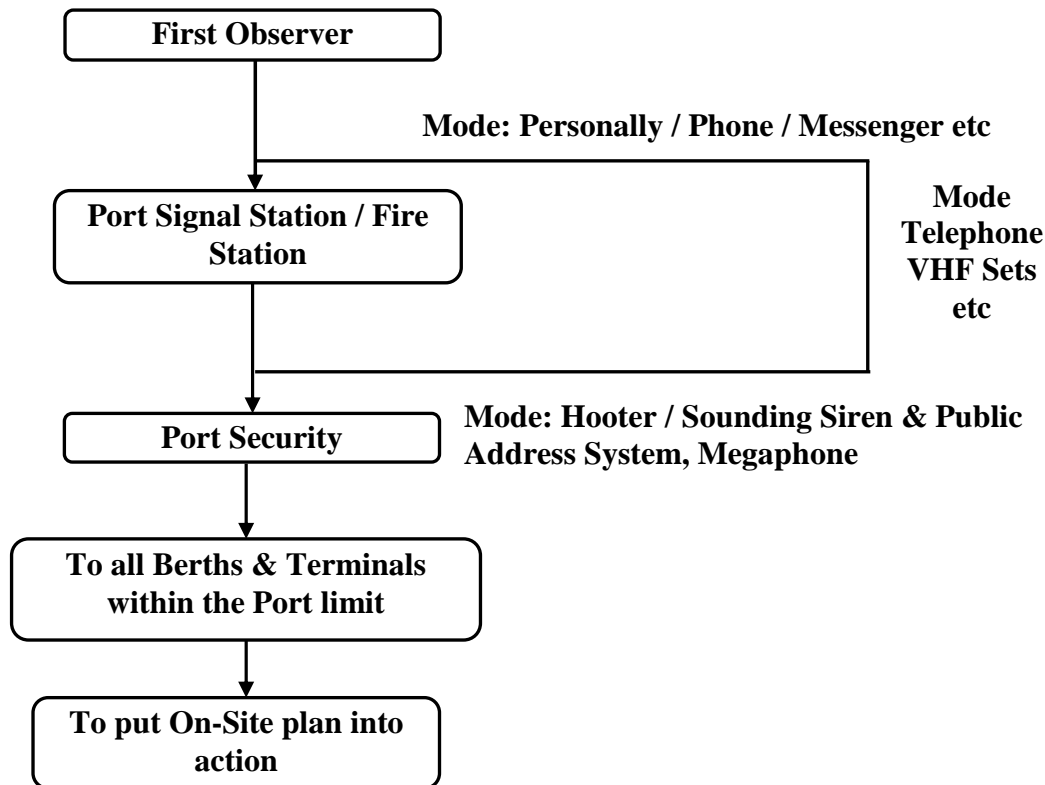 First Observer
Mode: Personally / Phone / Messenger etc
Port Signal Station / Fire
Station
Mode
Telephone
VHF Sets
etc
Port Security
Mode: Hooter / Sounding Siren & Public
Address System, Megaphone
To all Berths & Terminals
within the Port limit
To put On-Site plan into
action